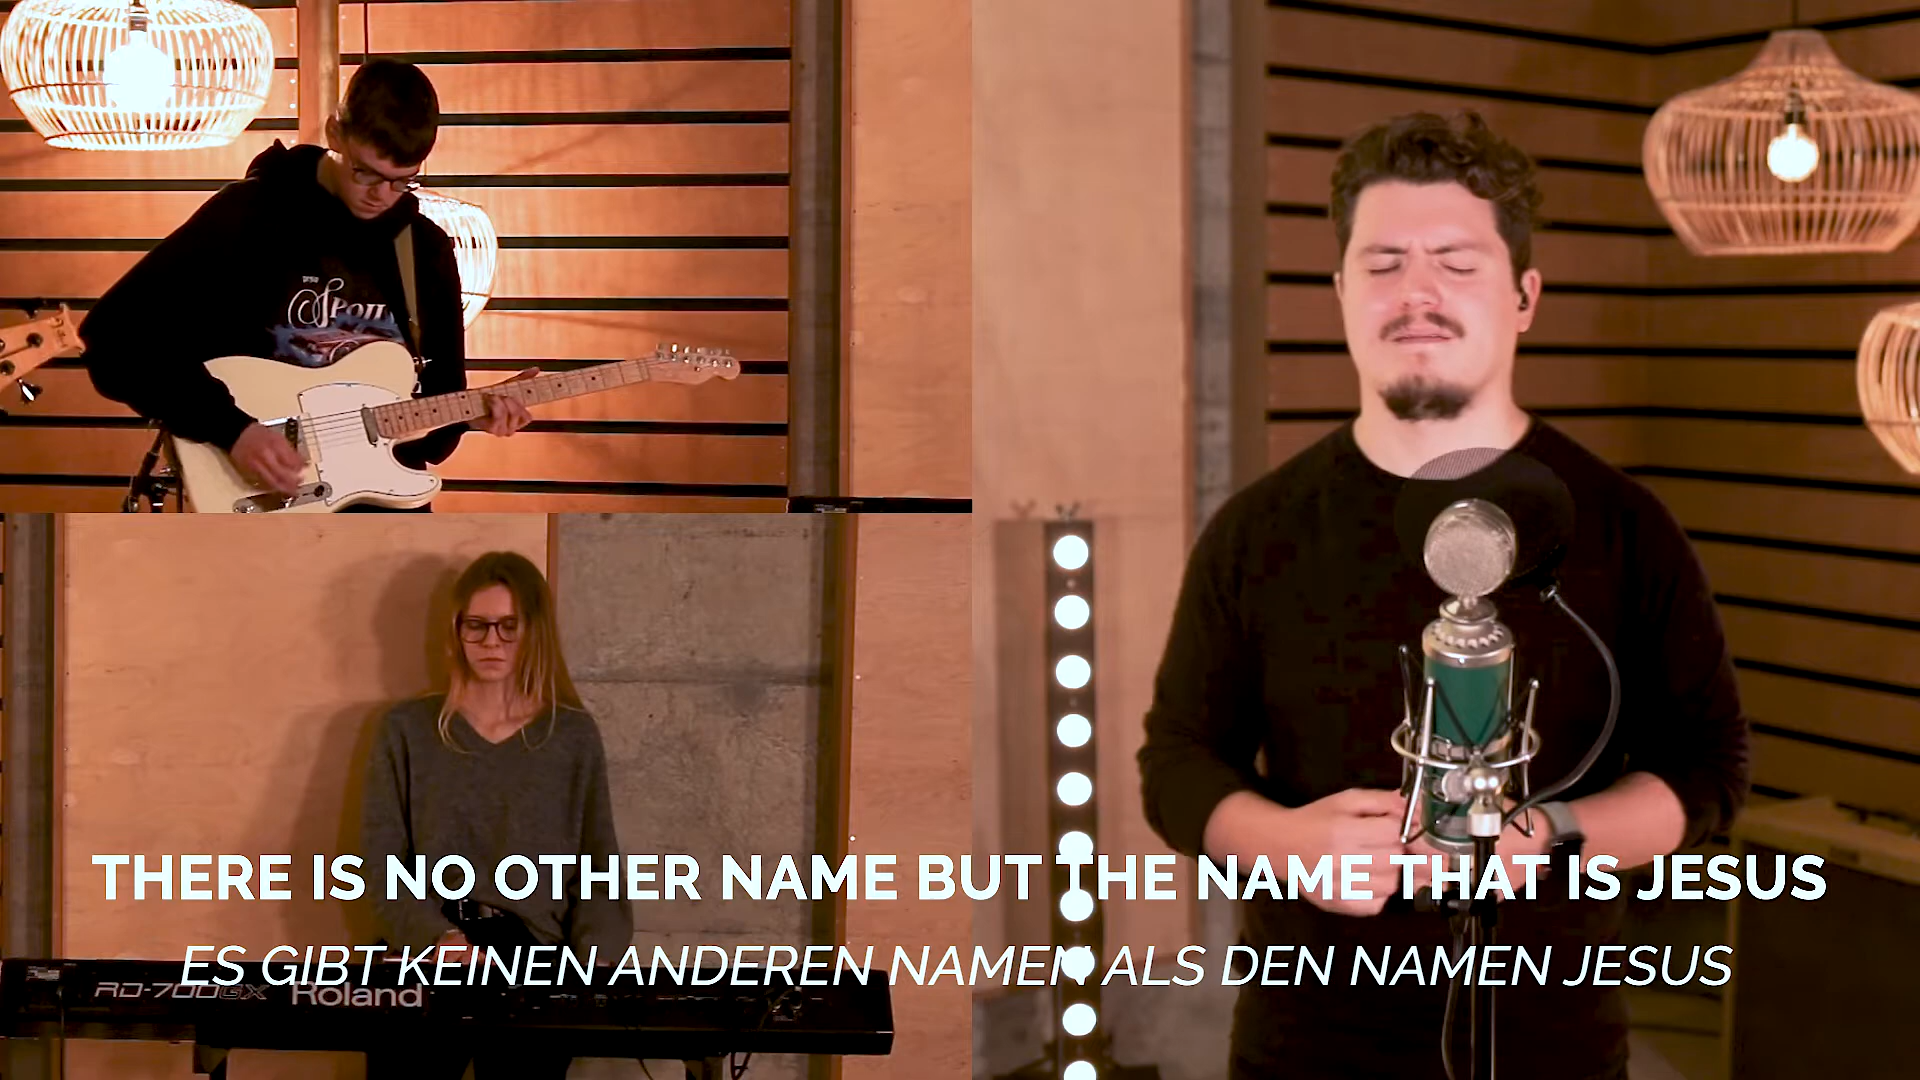 SPOIL
THERE IS NO OTHER NAME BUT THE NAME THAT IS JESUS
ES GIBT KEINEN ANDEREN NAMEN ALS DEN NAMEN JESUS
RD-700GX Roland